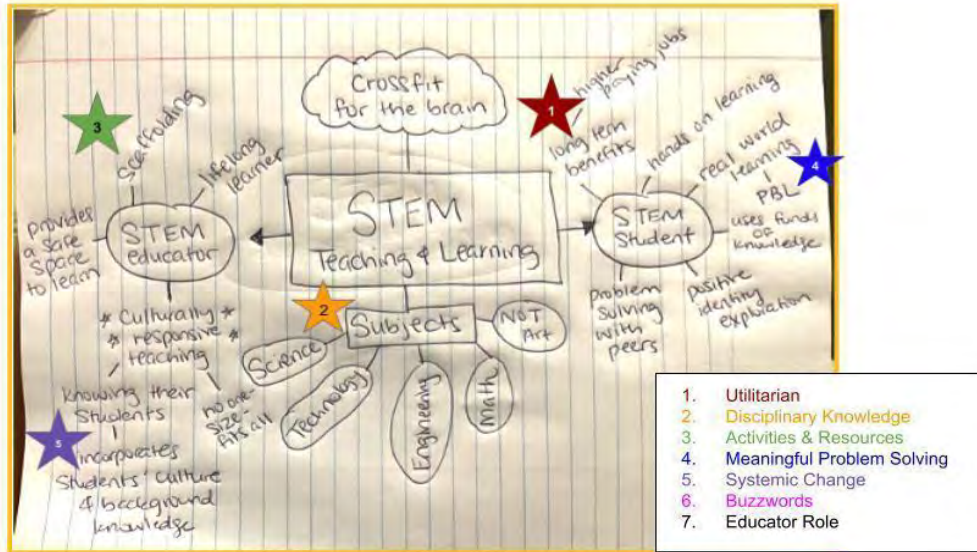 Crossfit
for the brain
1
higher
paying jobs
long term
benefits
hands on learning
real world
learning
4
PBL
uses funds
of
knowledge
positive
identity
exploration
problem
solving
with
peers
STEM
Student
STEM
Teaching & Learning
3
Scaffolding
lifelong
learner
provides
a safe
space
to learn
STEM
educator
* Culturally *
* responsive *
teaching
knowing their
Students
no one-
size-
fits all
5
incorporates
Students' culture
& background
knowledge
2
Subjects
NOT
Art
Science
Technology
Engineering
Math
1. Utilitarian
2. Disciplinary Knowledge
3. Activities & Resources
4. Meaningful Problem Solving
5. Systemic Change
6. Buzzwords
7. Educator Role